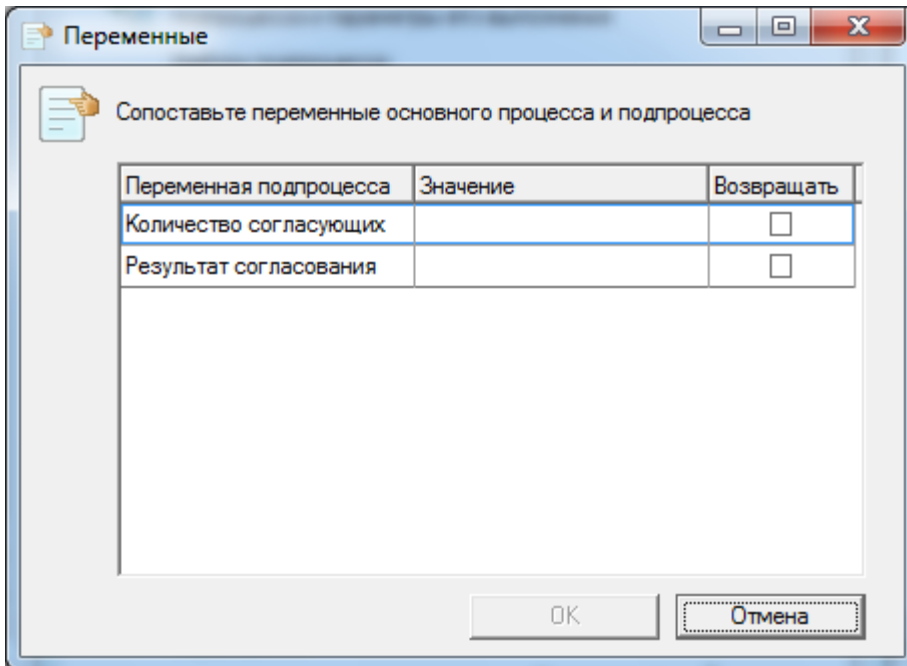 Переменные
Сопоставьте переменные основного процесса и подпроцесса
Переменная подпроцесса Значение Возвращать
Количество согласующих
Результат согласования
OK Отмена